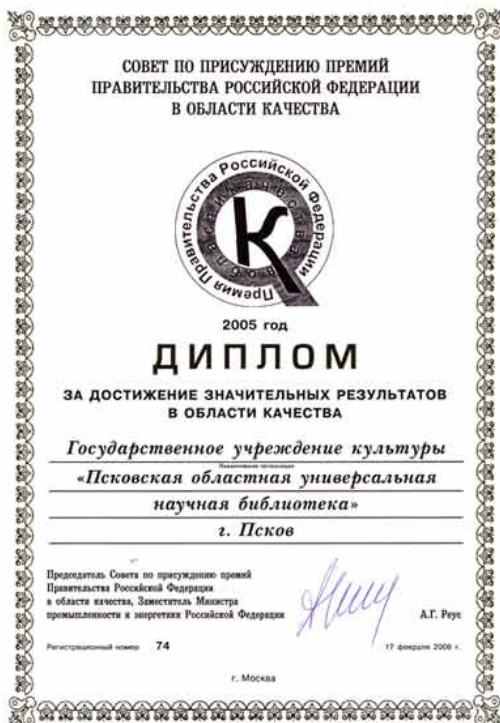 СОВЕТ ПО ПРИСУЖДЕНИЮ ПРЕМИЙ
ПРАВИТЕЛЬСТВА РОССИЙСКОЙ ФЕДЕРАЦИИ
В ОБЛАСТИ КАЧЕСТВА
Премия Правительства Российской Федерации
в области качества
К
2005 год
ДИПЛОМ
ЗА ДОСТИЖЕНИЕ ЗНАЧИТЕЛЬНЫХ РЕЗУЛЬТАТОВ
В ОБЛАСТИ КАЧЕСТВА
Государственное учреждение культуры
«Псковская областная универсальная
научная библиотека»
г. Псков
Председатель Совета по присуждению премий
Правительства Российской Федерации
в области качества, Заместитель Министра
промышленности и энергетики Российской Федерации
А.Г. Реус
Регистрационный номер 74
17 февраля 2006 г.
г. Москва